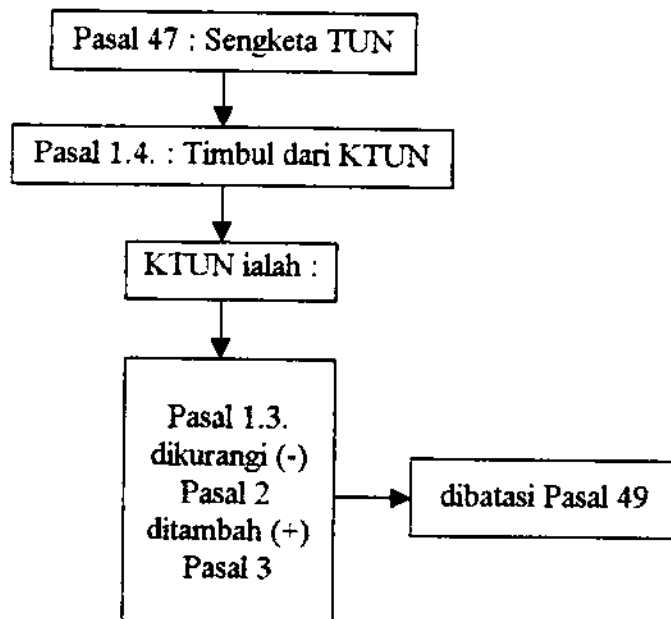 Pasal 47 : Sengketa TUN
Pasal 1.4. : Timbul dari KTUN
KTUN ialah :
Pasal 1.3.
dikurangi (-)
Pasal 2
ditambah (+)
Pasal 3
dibatasi Pasal 49